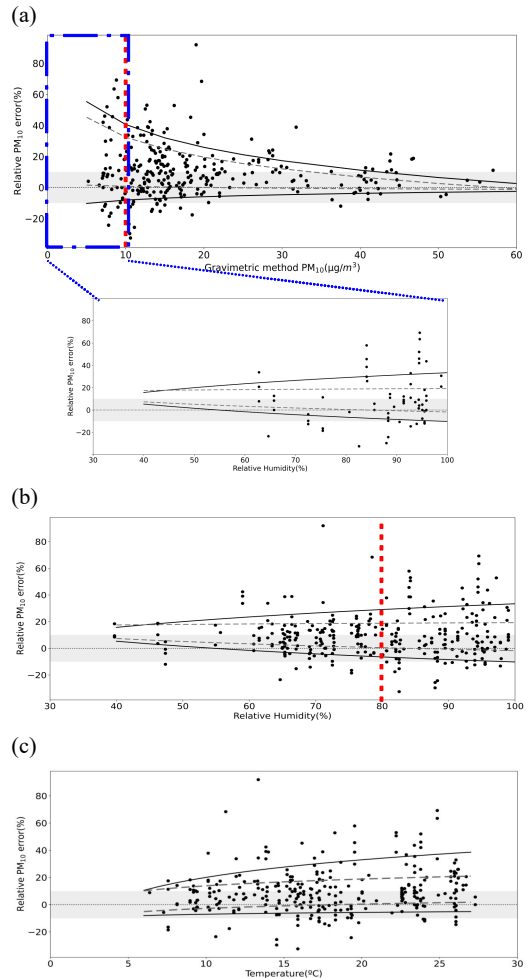 (a)
80
60
40
20
0
−20
Relative PM10 error(%)
0 10 20 30 40 50 60
Gravimetric method PM10(μg/m³)
80
60
40
20
0
−20
Relative PM10 error(%)
30 40 50 60 70 80 90 100
Relative Humidity(%)
(b)
80
60
40
20
0
−20
Relative PM10 error(%)
30 40 50 60 70 80 90 100
Relative Humidity(%)
(c)
80
60
40
20
0
−20
Relative PM10 error(%)
0 5 10 15 20 25 30
Temperature(ºC)